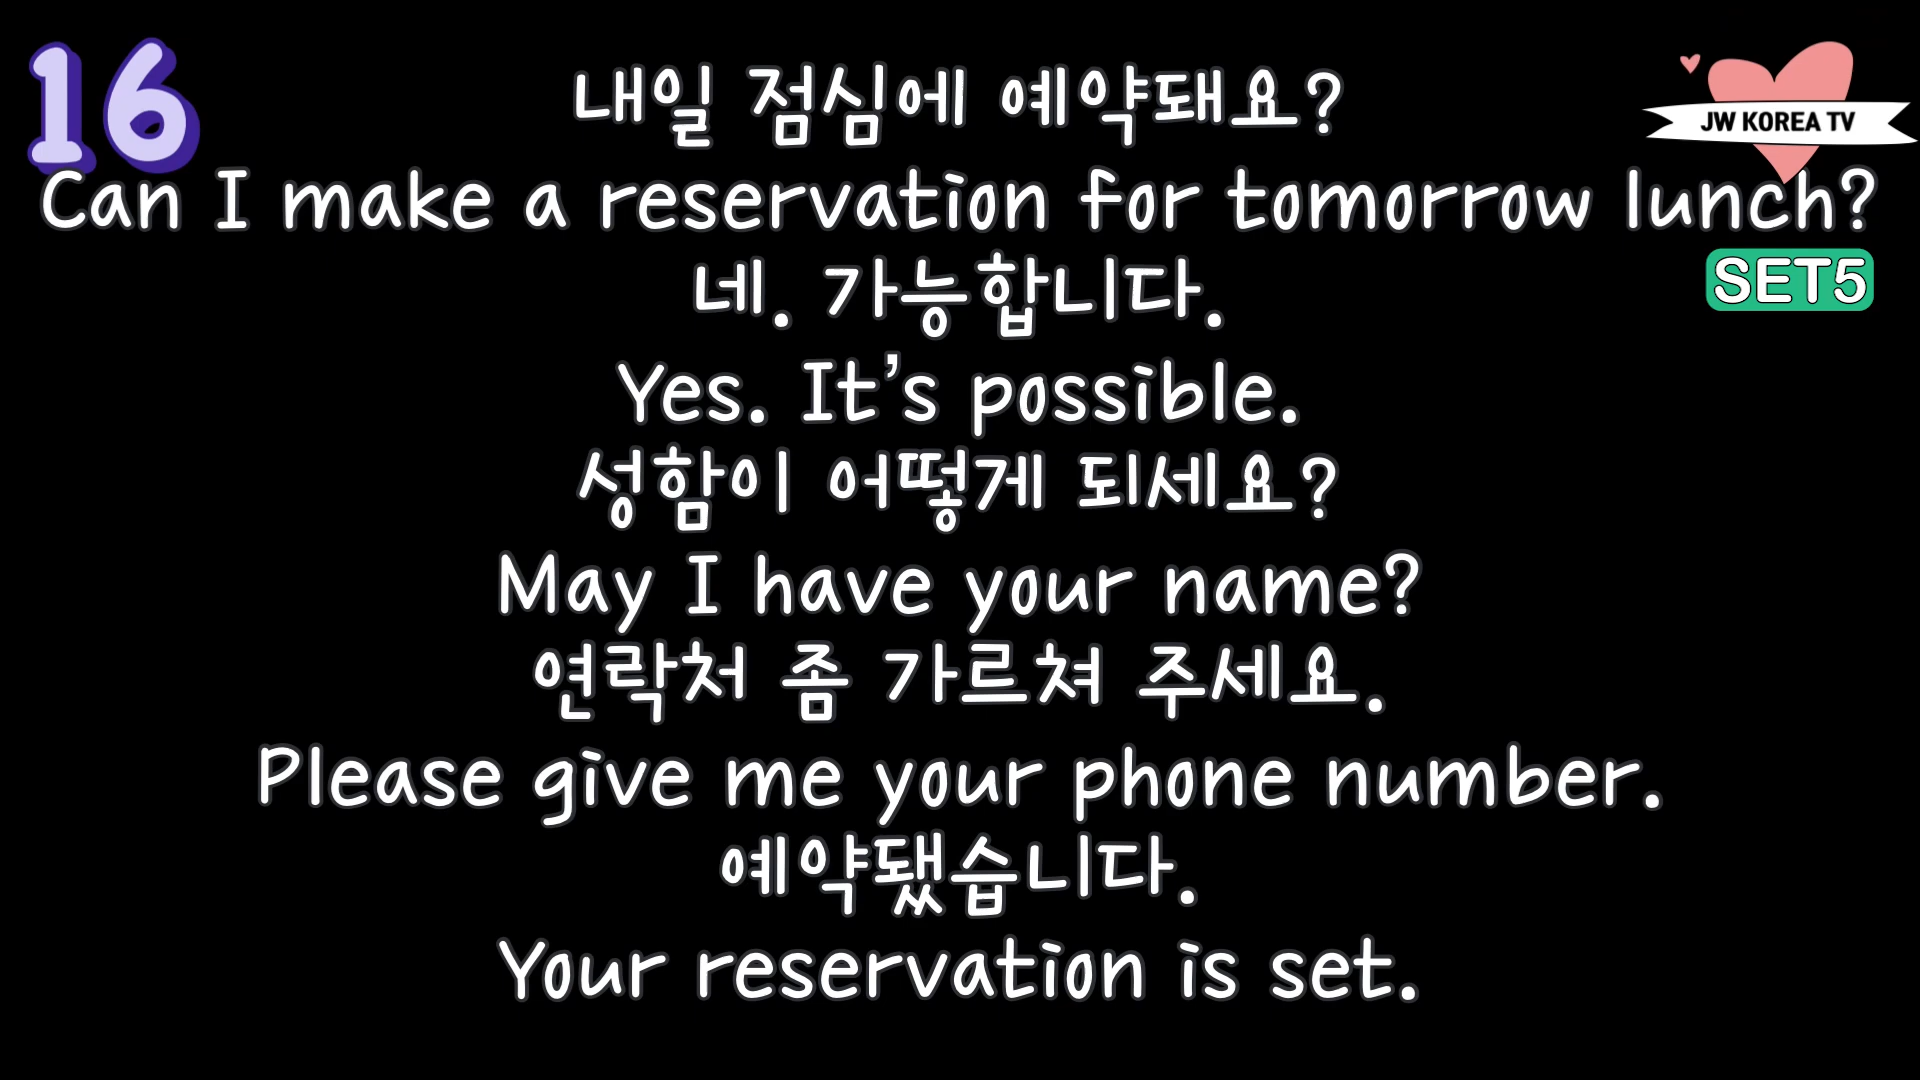 16
내일 점심에 예약돼요?
JW KOREA TV
Can I make a reservation for tomorrow lunch?
네. 가능합니다.
SET5
Yes. It's possible.
성함이 어떻게 되세요?
May I have your name?
연락처 좀 가르쳐 주세요.
Please give me your phone number.
예약됐습니다.
Your reservation is set.